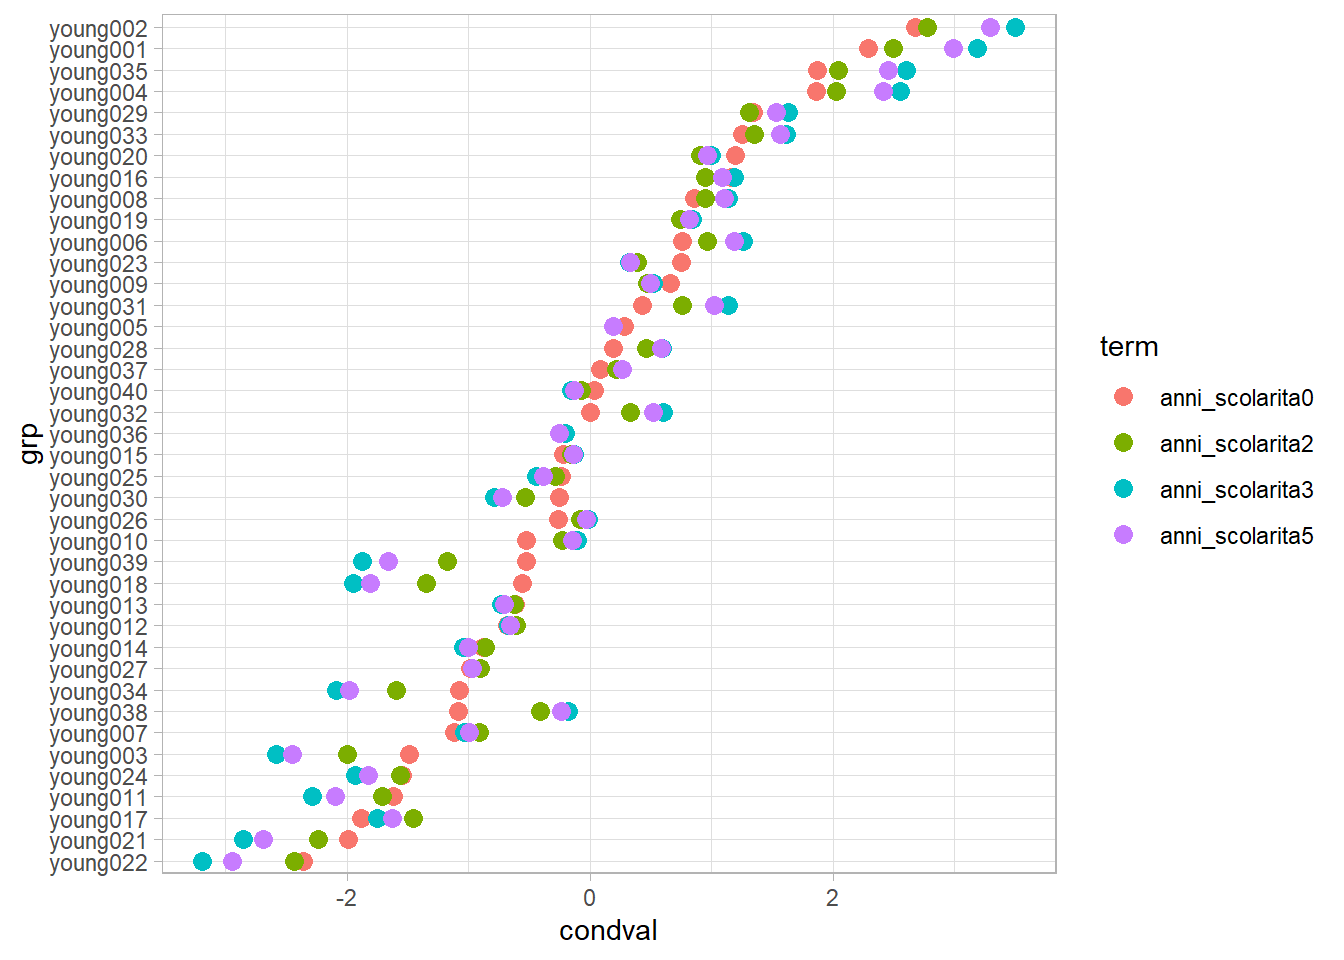 young002
young001
young035
young004
young029
young033
young020
young016
young008
young019
young006
young023
young009
young031
young005
young028
young037
young040
young032
young036
young015
young025
young030
young026
young010
young039
young018
young013
young012
young014
young027
young034
young038
young007
young003
young024
young011
young017
young021
young022
grp
-2 0 2
condval
term
anni_scolarita0
anni_scolarita2
anni_scolarita3
anni_scolarita5